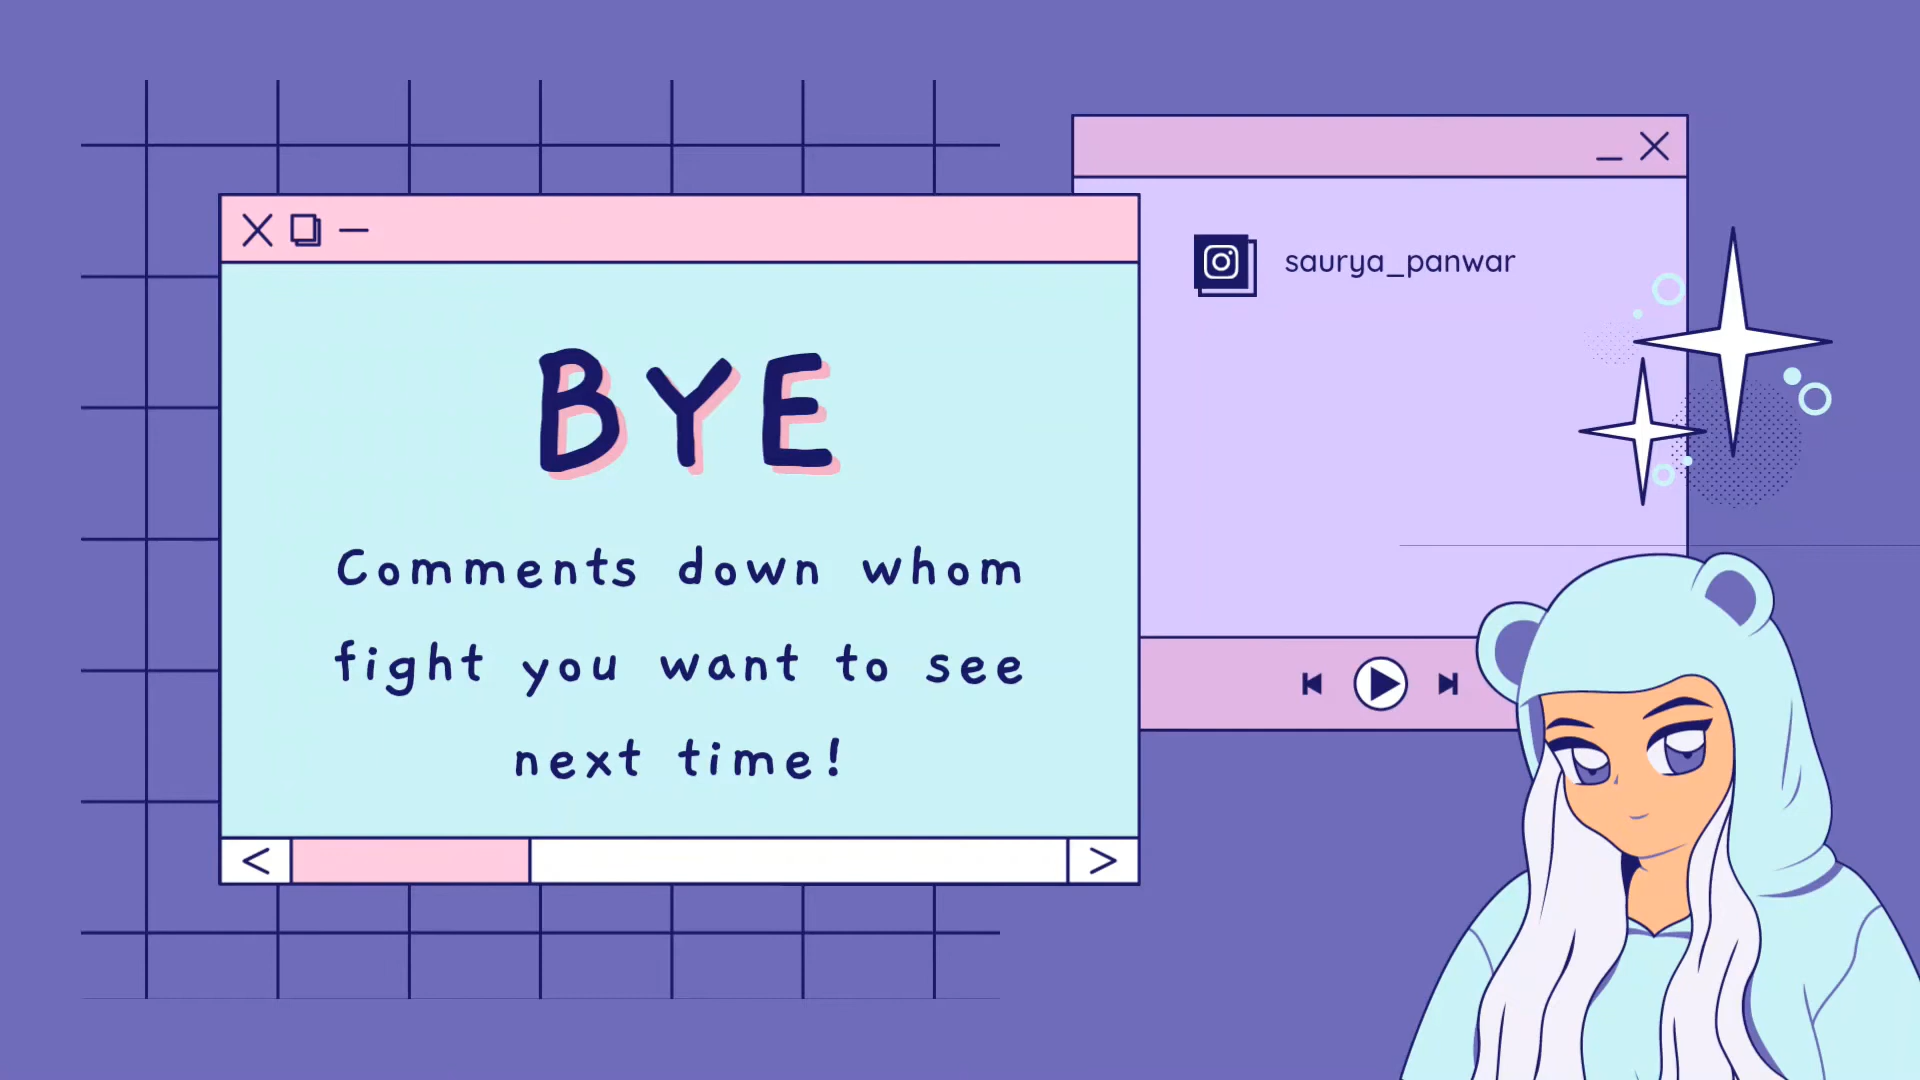 BYE
Comments down whom
fight you want to see
next time!
saurya_panwar